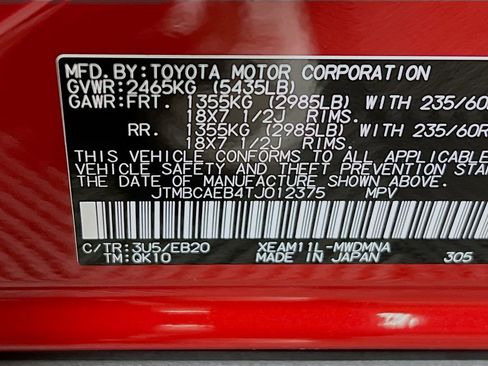 MFD.BY:TOYOTA MOTOR CORPORATION
GVWR:2465KG (5435LB)
GAWR:FRT. 1355KG (2985LB) WITH 235/60R
18X7 1/2J RIMS.
RR. 1355KG (2985LB) WITH 235/60R
18X7 1/2J RIMS.
THIS VEHICLE CONFORMS TO ALL APPLICABLE
VEHICLE SAFETY AND THEFT PREVENTION STAN
THE DATE OF MANUFACTURE SHOWN ABOVE.
JTMBCAEB4TJ012375 MPV
C/TR:3U5/EB20 XEAM11L-MWDMNA
TM:QK10 MADE IN JAPAN 305